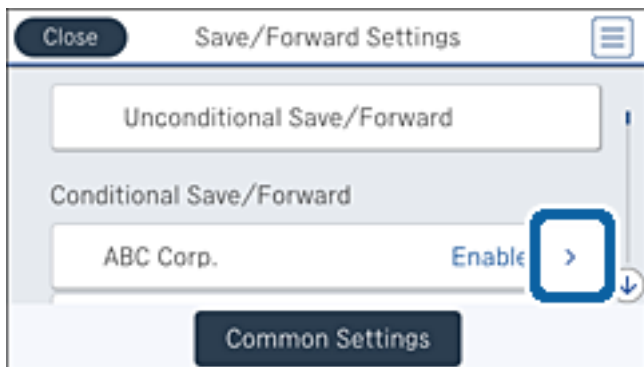 Close Save/Forward Settings
Unconditional Save/Forward
Conditional Save/Forward
ABC Corp. Enable
Common Settings